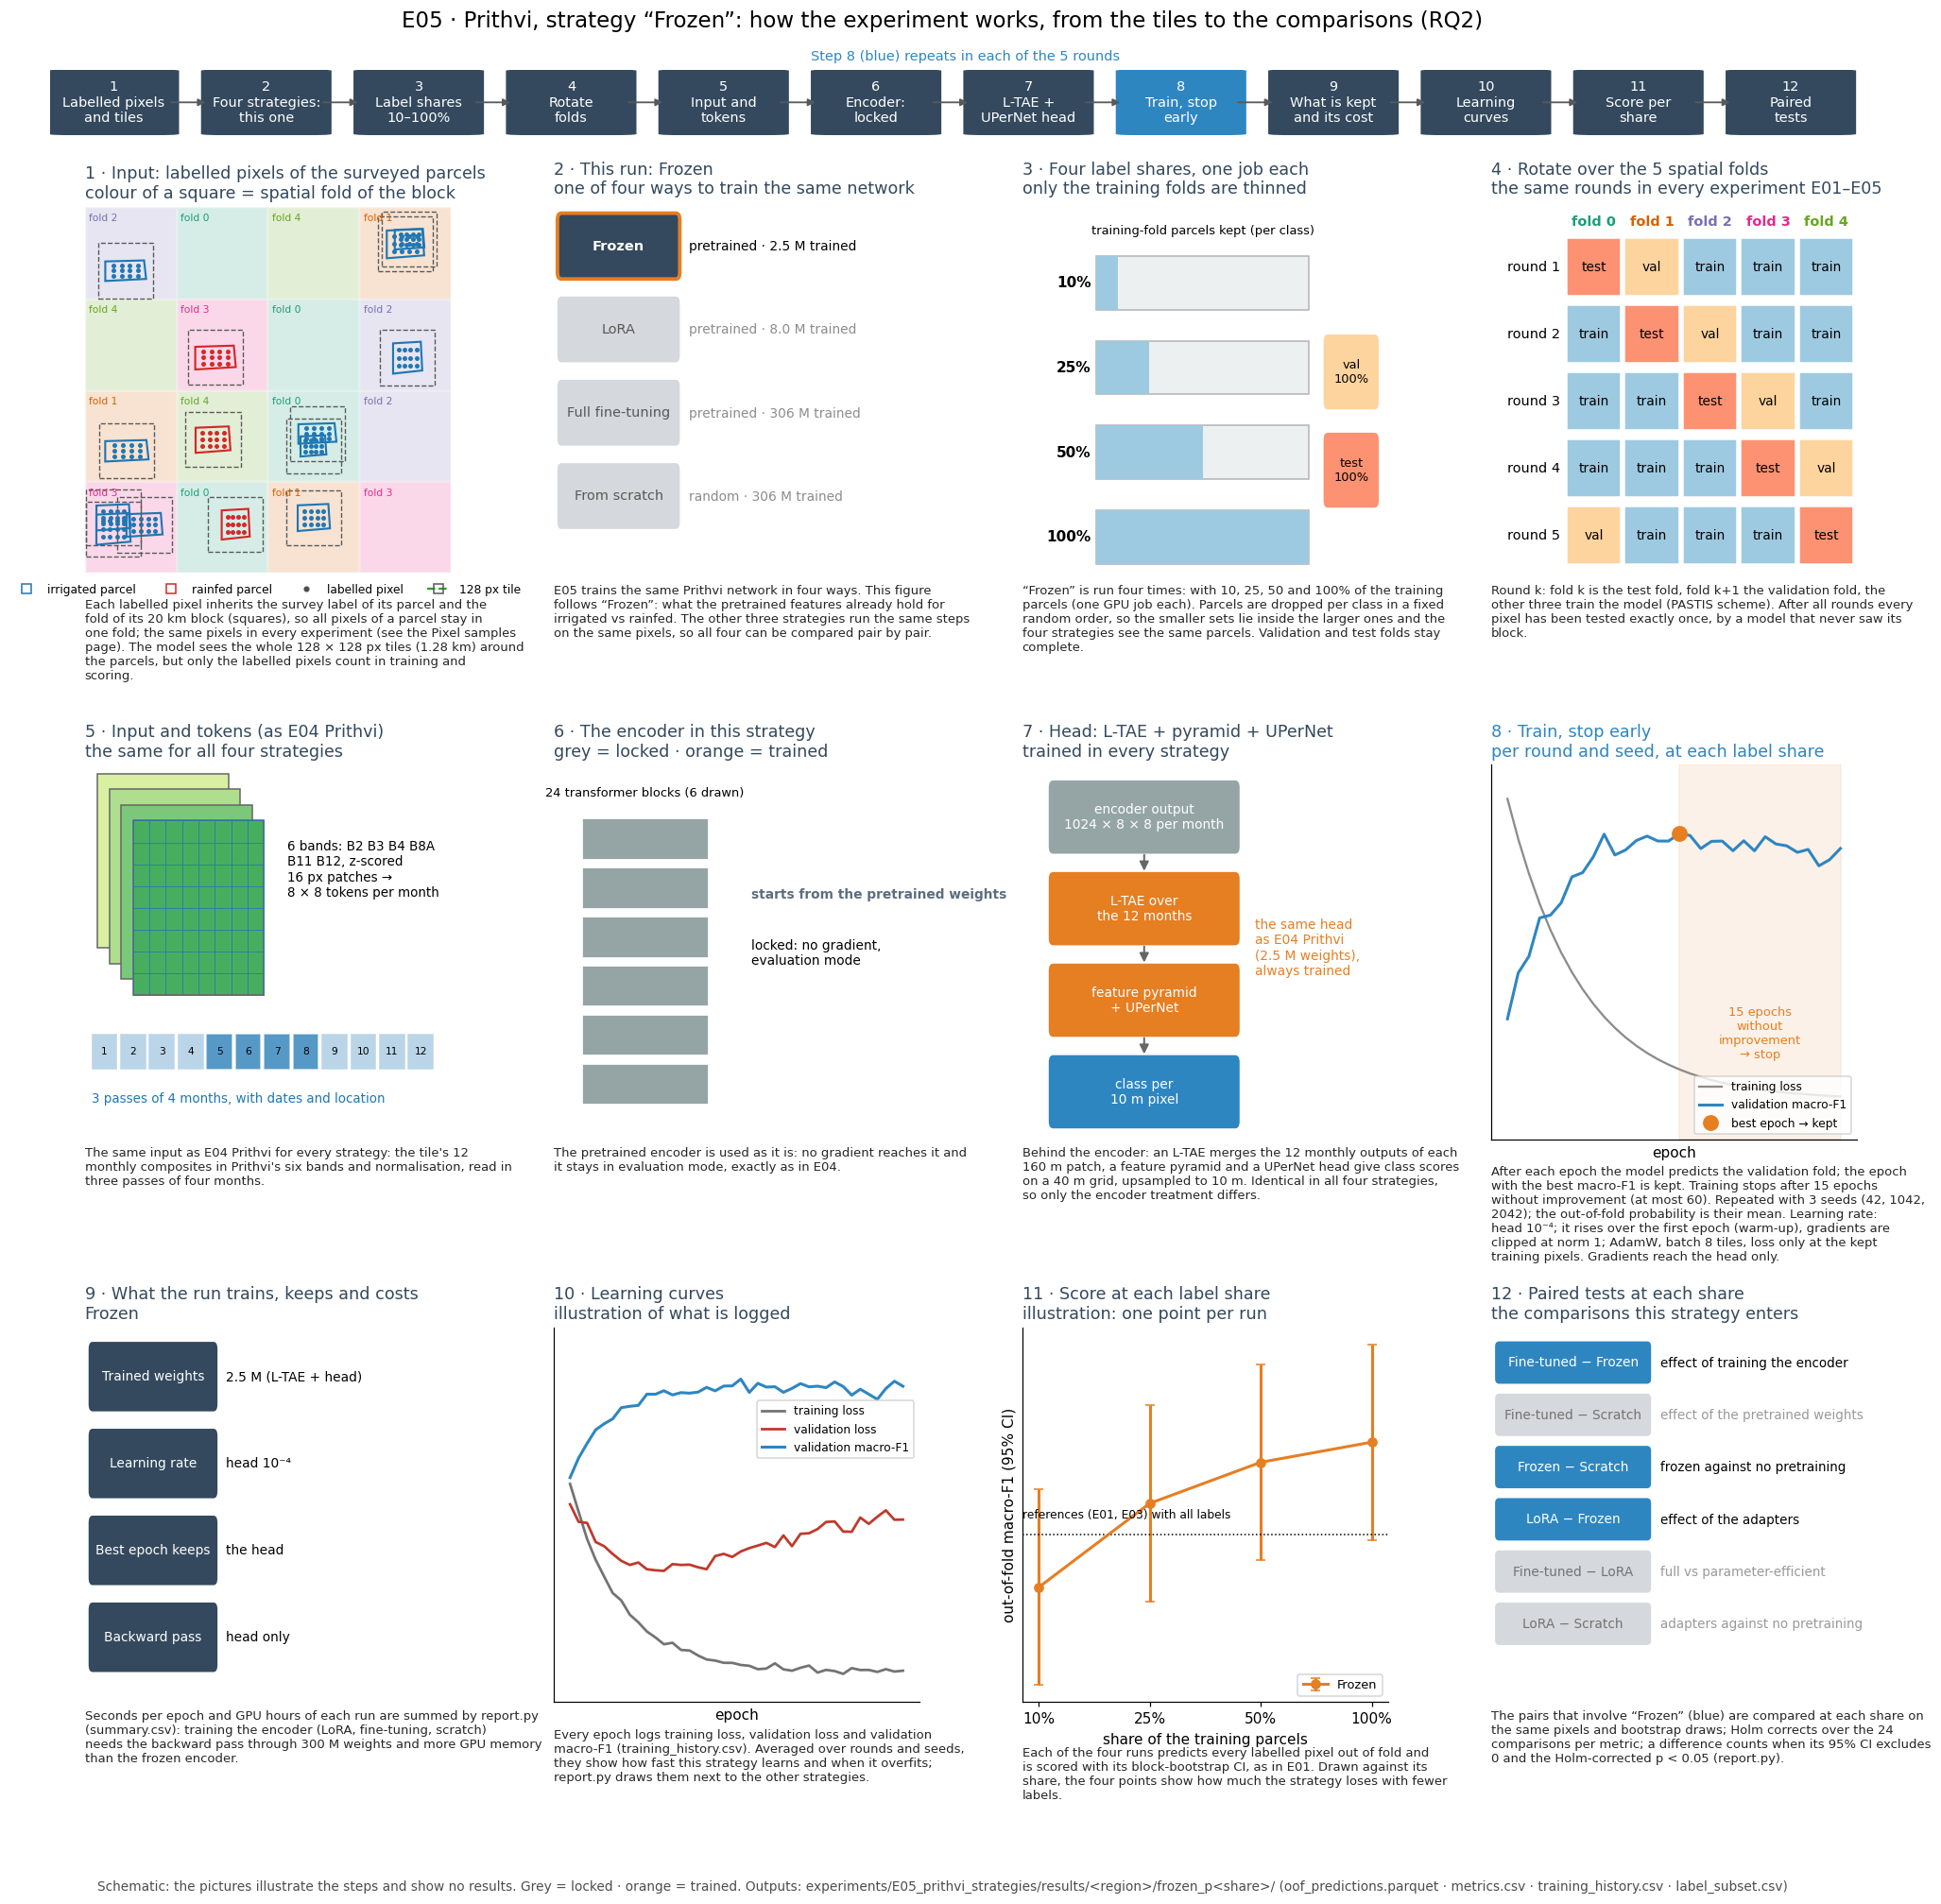 E05 · Prithvi, strategy “Frozen”: how the experiment works, from the tiles to the comparisons (RQ2)
Step 8 (blue) repeats in each of the 5 rounds
1
Labelled pixels
and tiles
2
Four strategies:
this one
3
Label shares
10–100%
4
Rotate
folds
5
Input and
tokens
6
Encoder:
locked
7
L-TAE +
UPerNet head
8
Train, stop
early
9
What is kept
and its cost
10
Learning
curves
11
Score per
share
12
Paired
tests
1 · Input: labelled pixels of the surveyed parcels
colour of a square = spatial fold of the block
fold 2
fold 0
fold 4
fold 1
fold 4
fold 3
fold 0
fold 2
fold 1
fold 4
fold 0
fold 2
fold 3
fold 0
fold 1
fold 3
irrigated parcel
rainfed parcel
labelled pixel
128 px tile
Each labelled pixel inherits the survey label of its parcel and the
fold of its 20 km block (squares), so all pixels of a parcel stay in
one fold; the same pixels in every experiment (see the Pixel samples
page). The model sees the whole 128 × 128 px tiles (1.28 km) around
the parcels, but only the labelled pixels count in training and
scoring.
2 · This run: Frozen
one of four ways to train the same network
Frozen
pretrained · 2.5 M trained
LoRA
pretrained · 8.0 M trained
Full fine-tuning
pretrained · 306 M trained
From scratch
random · 306 M trained
E05 trains the same Prithvi network in four ways. This figure
follows “Frozen”: what the pretrained features already hold for
irrigated vs rainfed. The other three strategies run the same steps
on the same pixels, so all four can be compared pair by pair.
3 · Four label shares, one job each
only the training folds are thinned
training-fold parcels kept (per class)
10%
25%
50%
100%
val
100%
test
100%
“Frozen” is run four times: with 10, 25, 50 and 100% of the training
parcels (one GPU job each). Parcels are dropped per class in a fixed
random order, so the smaller sets lie inside the larger ones and the
four strategies see the same parcels. Validation and test folds stay
complete.
4 · Rotate over the 5 spatial folds
the same rounds in every experiment E01–E05
fold 0 fold 1 fold 2 fold 3 fold 4
round 1 test val train train train
round 2 train test val train train
round 3 train train test val train
round 4 train train train test val
round 5 val train train train test
Round k: fold k is the test fold, fold k+1 the validation fold, the
other three train the model (PASTIS scheme). After all rounds every
pixel has been tested exactly once, by a model that never saw its
block.
5 · Input and tokens (as E04 Prithvi)
the same for all four strategies
6 bands: B2 B3 B4 B8A
B11 B12, z-scored
16 px patches →
8 × 8 tokens per month
1 2 3 4 5 6 7 8 9 10 11 12
3 passes of 4 months, with dates and location
The same input as E04 Prithvi for every strategy: the tile's 12
monthly composites in Prithvi's six bands and normalisation, read in
three passes of four months.
6 · The encoder in this strategy
grey = locked · orange = trained
24 transformer blocks (6 drawn)
starts from the pretrained weights
locked: no gradient,
evaluation mode
The pretrained encoder is used as it is: no gradient reaches it and
it stays in evaluation mode, exactly as in E04.
7 · Head: L-TAE + pyramid + UPerNet
trained in every strategy
encoder output
1024 × 8 × 8 per month
L-TAE over
the 12 months
feature pyramid
+ UPerNet
class per
10 m pixel
the same head
as E04 Prithvi
(2.5 M weights),
always trained
Behind the encoder: an L-TAE merges the 12 monthly outputs of each
160 m patch, a feature pyramid and a UPerNet head give class scores
on a 40 m grid, upsampled to 10 m. Identical in all four strategies,
so only the encoder treatment differs.
8 · Train, stop early
per round and seed, at each label share
15 epochs
without
improvement
→ stop
training loss
validation macro-F1
best epoch → kept
epoch
After each epoch the model predicts the validation fold; the epoch
with the best macro-F1 is kept. Training stops after 15 epochs
without improvement (at most 60). Repeated with 3 seeds (42, 1042,
2042); the out-of-fold probability is their mean. Learning rate:
head 10⁻⁴; it rises over the first epoch (warm-up), gradients are
clipped at norm 1; AdamW, batch 8 tiles, loss only at the kept
training pixels. Gradients reach the head only.
9 · What the run trains, keeps and costs
Frozen
Trained weights
2.5 M (L-TAE + head)
Learning rate
head 10⁻⁴
Best epoch keeps
the head
Backward pass
head only
Seconds per epoch and GPU hours of each run are summed by report.py
(summary.csv): training the encoder (LoRA, fine-tuning, scratch)
needs the backward pass through 300 M weights and more GPU memory
than the frozen encoder.
10 · Learning curves
illustration of what is logged
training loss
validation loss
validation macro-F1
epoch
Every epoch logs training loss, validation loss and validation
macro-F1 (training_history.csv). Averaged over rounds and seeds,
they show how fast this strategy learns and when it overfits;
report.py draws them next to the other strategies.
11 · Score at each label share
illustration: one point per run
out-of-fold macro-F1 (95% CI)
references (E01, E03) with all labels
Frozen
10% 25% 50% 100%
share of the training parcels
Each of the four runs predicts every labelled pixel out of fold and
is scored with its block-bootstrap CI, as in E01. Drawn against its
share, the four points show how much the strategy loses with fewer
labels.
12 · Paired tests at each share
the comparisons this strategy enters
Fine-tuned − Frozen
effect of training the encoder
Fine-tuned − Scratch
effect of the pretrained weights
Frozen − Scratch
frozen against no pretraining
LoRA − Frozen
effect of the adapters
Fine-tuned − LoRA
full vs parameter-efficient
LoRA − Scratch
adapters against no pretraining
The pairs that involve “Frozen” (blue) are compared at each share on
the same pixels and bootstrap draws; Holm corrects over the 24
comparisons per metric; a difference counts when its 95% CI excludes
0 and the Holm-corrected p < 0.05 (report.py).
Schematic: the pictures illustrate the steps and show no results. Grey = locked · orange = trained. Outputs: experiments/E05_prithvi_strategies/results/<region>/frozen_p<share>/ (oof_predictions.parquet · metrics.csv · training_history.csv · label_subset.csv)